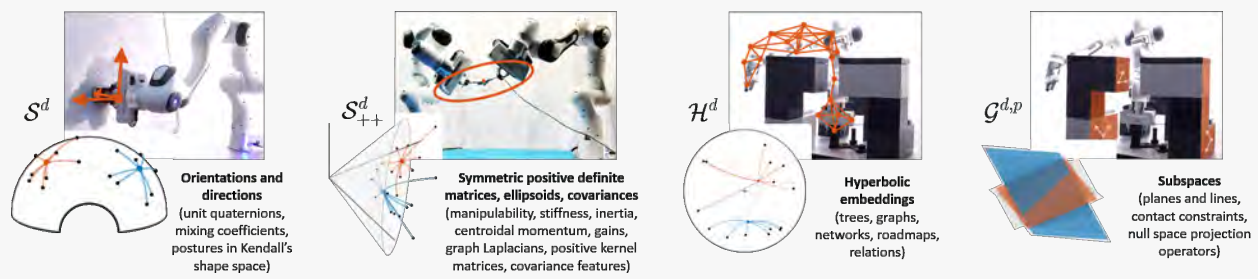 𝒮^d
Orientations and
directions
(unit quaternions,
mixing coefficients,
postures in Kendall's
shape space)
𝒮^d_++
Symmetric positive definite
matrices, ellipsoids, covariances
(manipulability, stiffness, inertia,
centroidal momentum, gains,
graph Laplacians, positive kernel
matrices, covariance features)
ℋ^d
Hyperbolic
embeddings
(trees, graphs,
networks, roadmaps,
relations)
𝒢^{d,p}
Subspaces
(planes and lines,
contact constraints,
null space projection
operators)